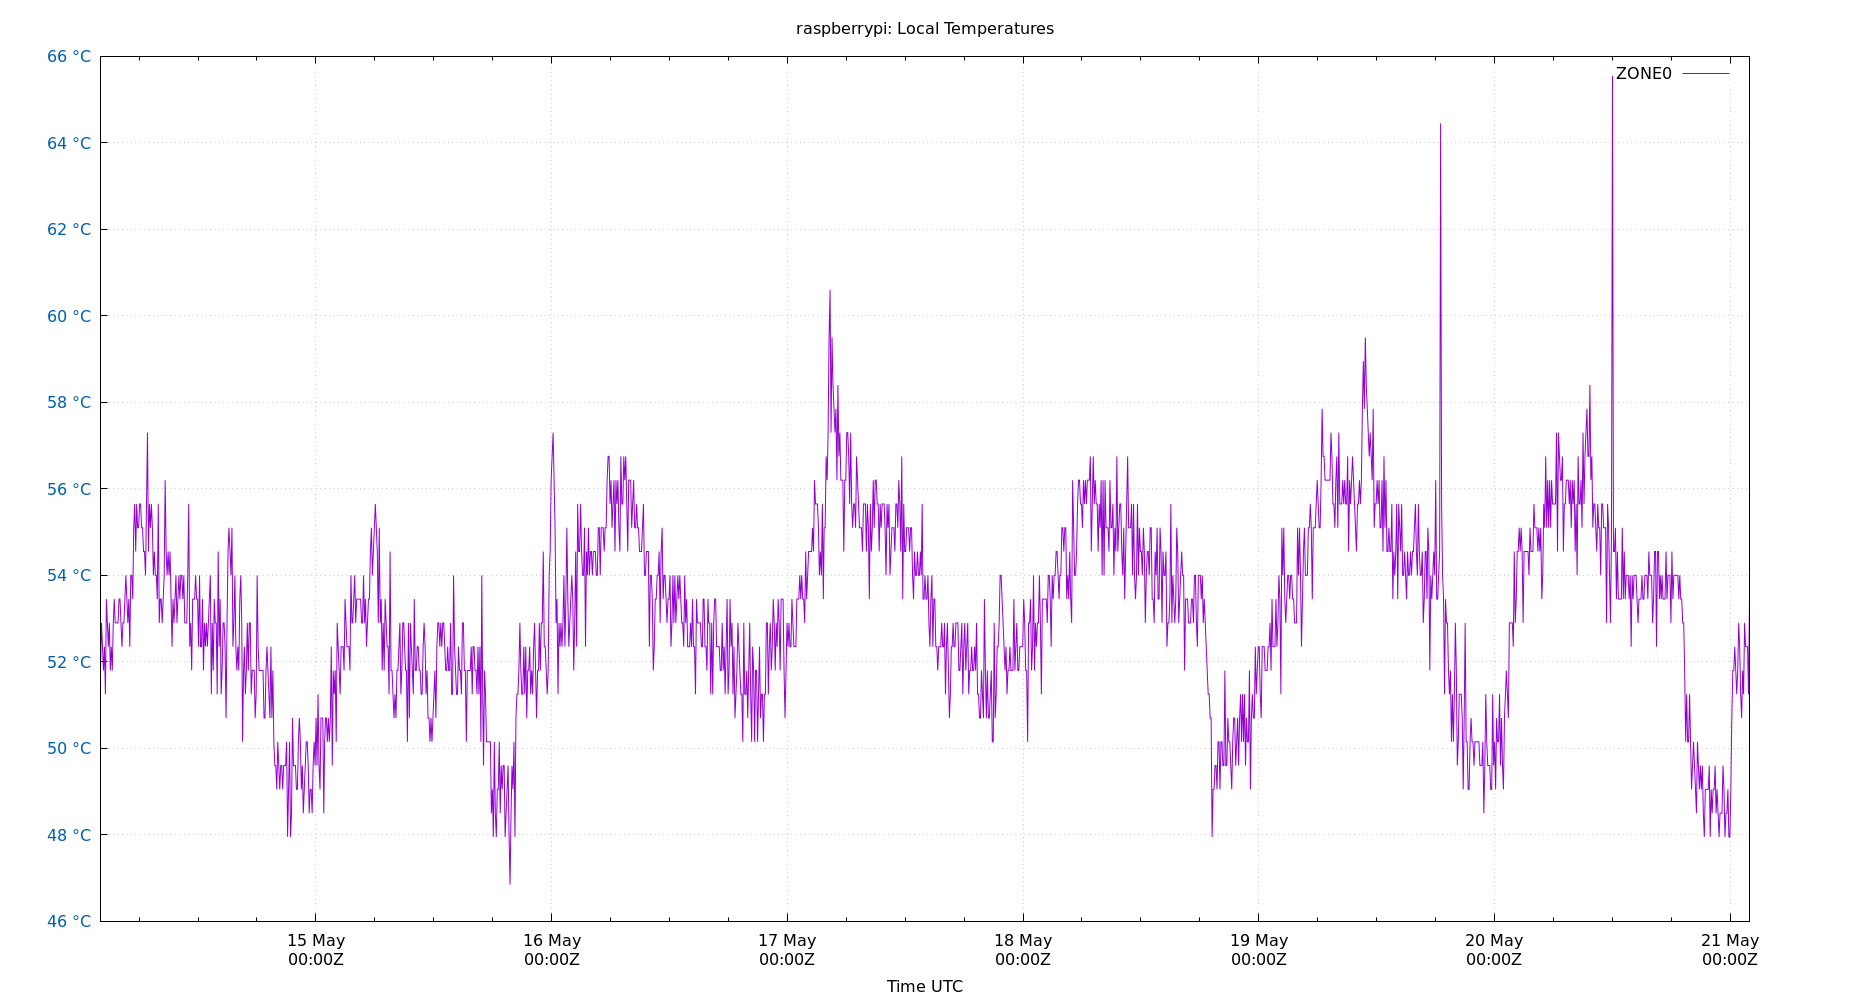 raspberrypi: Local Temperatures
66 °C
ZONE0
64 °C
62 °C
60 °C
58 °C
56 °C
54 °C
52 °C
50 °C
48 °C
46 °C
15 May 16 May 17 May 18 May 19 May 20 May 21 May
00:00Z 00:00Z 00:00Z 00:00Z 00:00Z 00:00Z 00:00Z
Time UTC